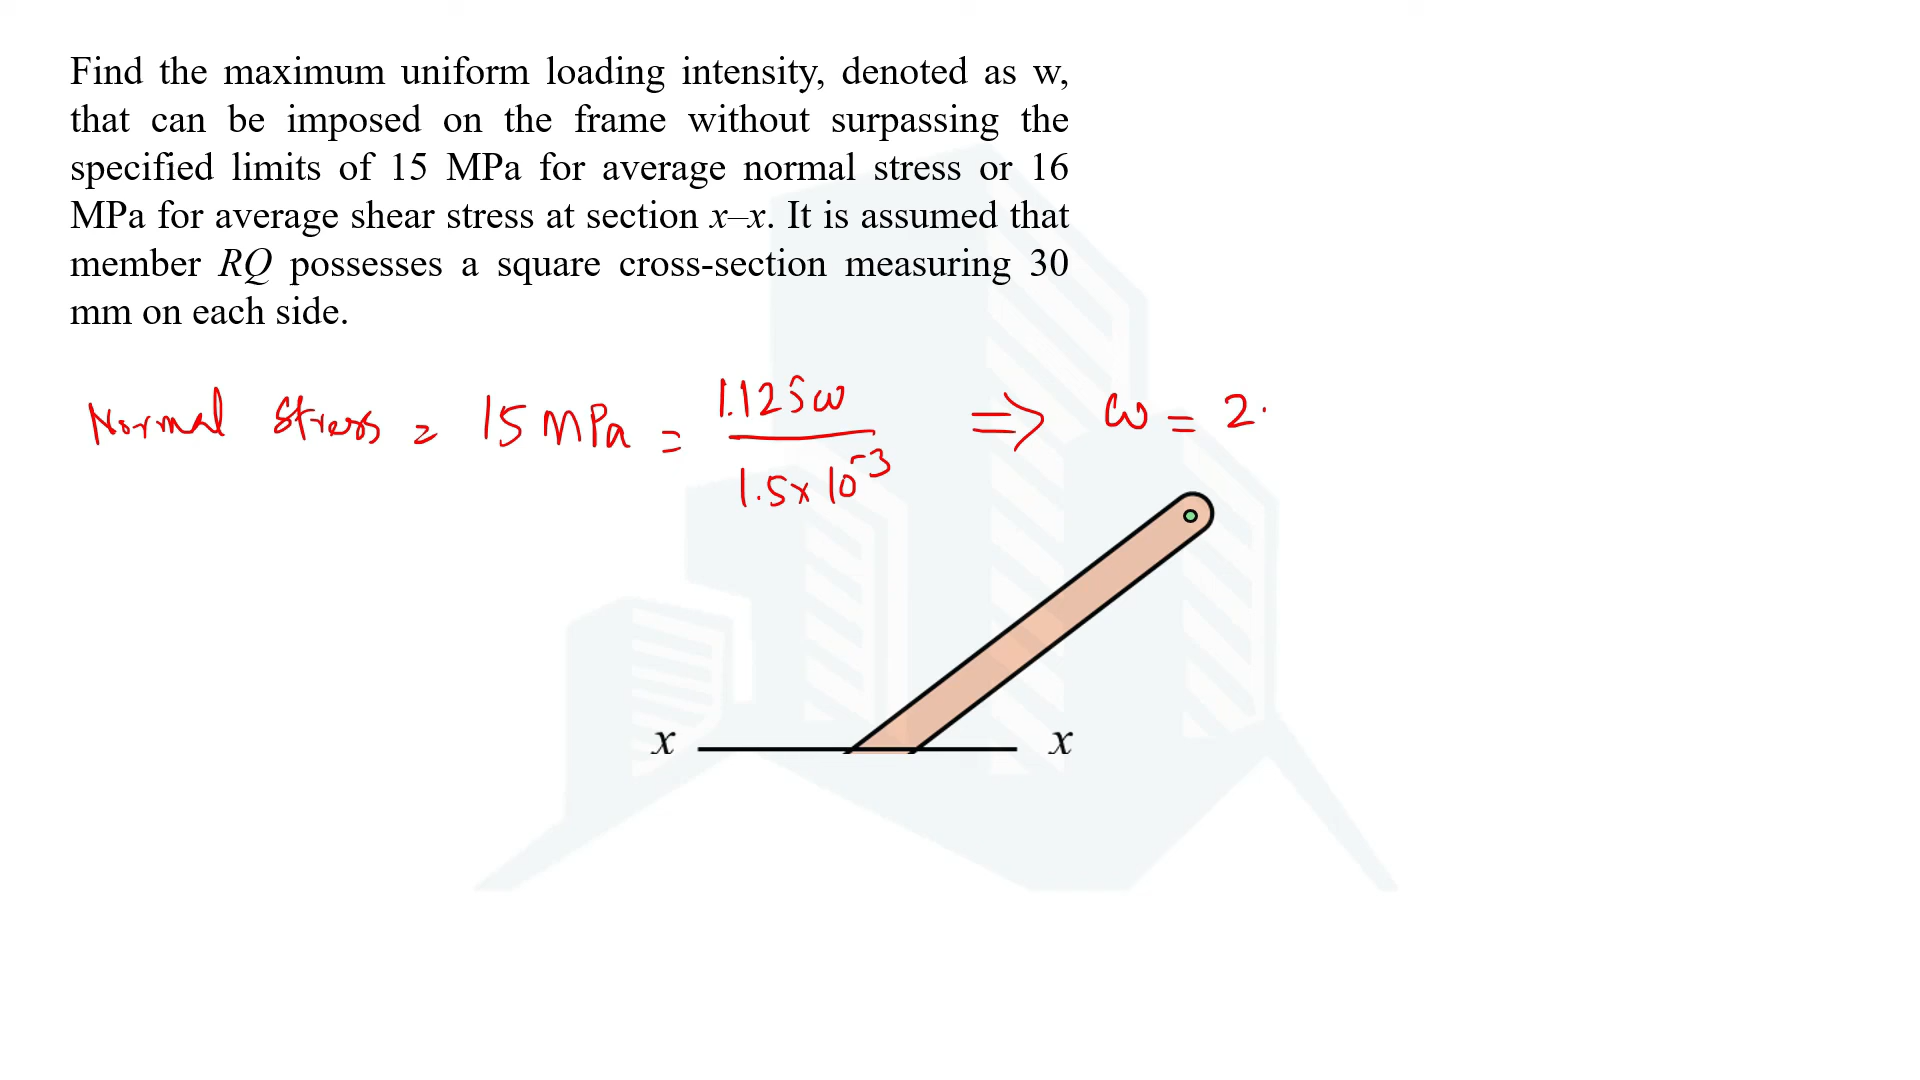 Find the maximum uniform loading intensity, denoted as w,
that can be imposed on the frame without surpassing the
specified limits of 15 MPa for average normal stress or 16
MPa for average shear stress at section x–x. It is assumed that
member RQ possesses a square cross-section measuring 30
mm on each side.
Normal Stress = 15 MPa = 1.125w / 1.5x10^-3 => w = 2.
x x